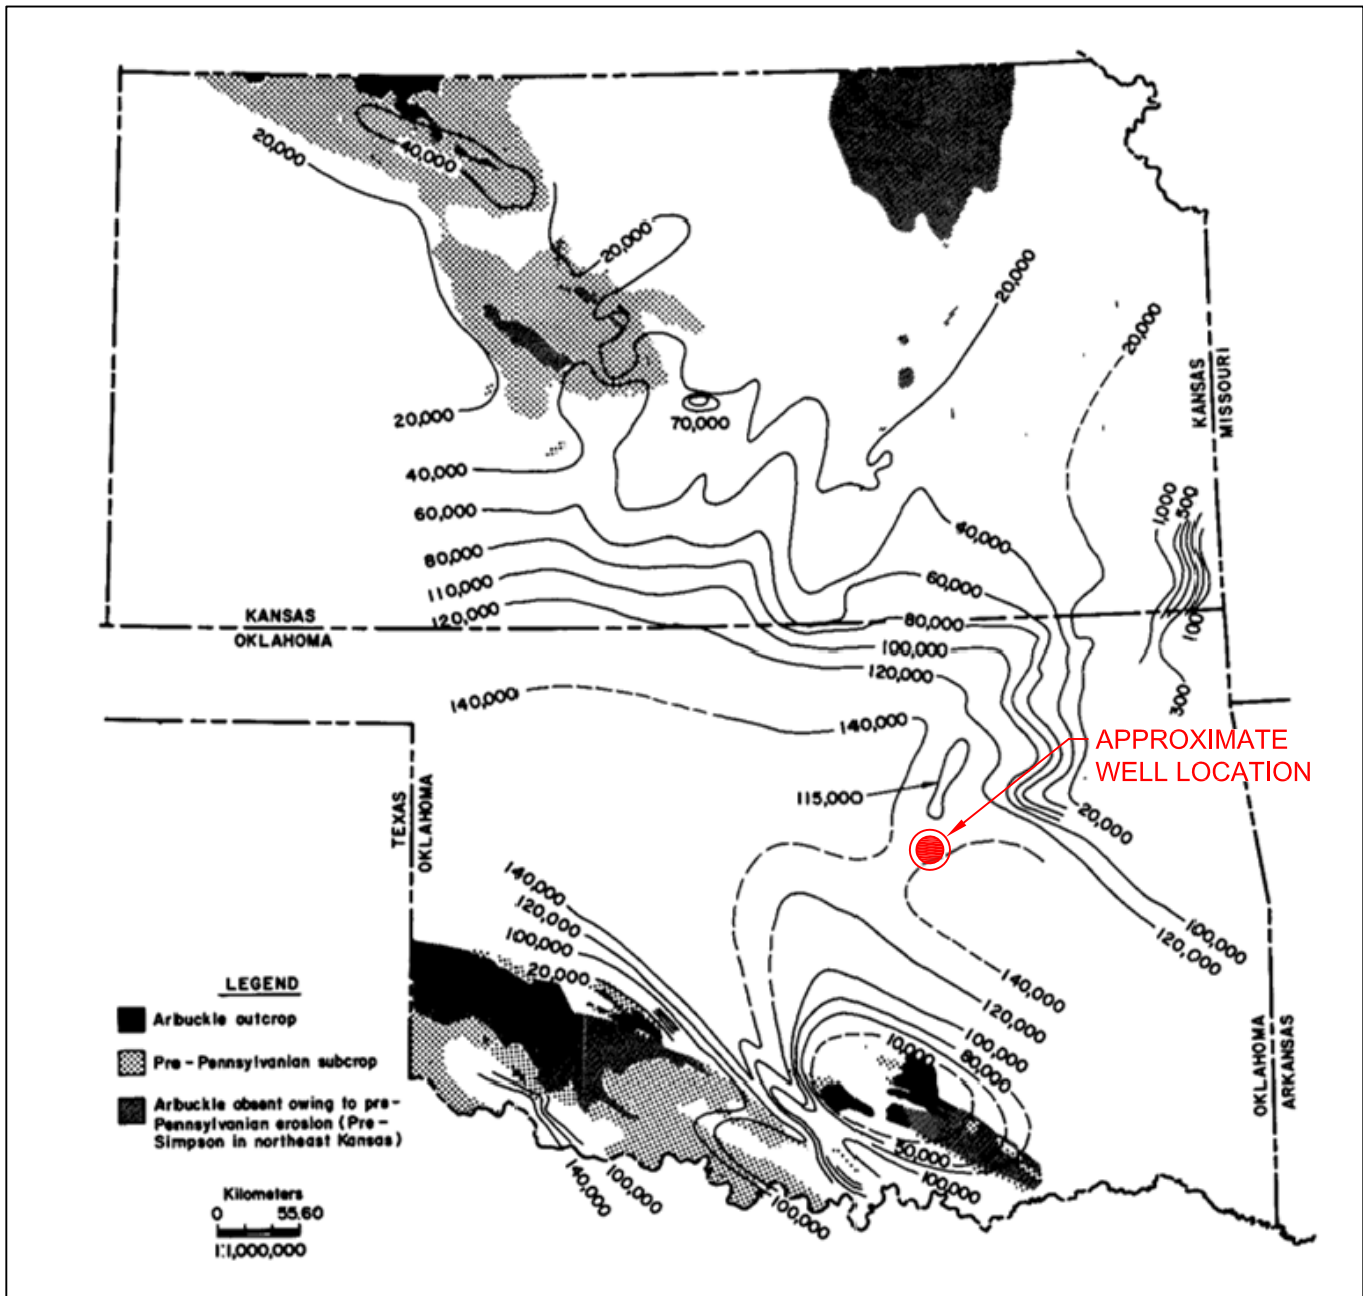 20,000
40,000
20,000
20,000
20,000
KANSAS
MISSOURI
20,000
70,000
40,000
60,000
80,000
110,000
120,000
40,000
60,000
80,000
100,000
120,000
1,000
500
100
300
KANSAS
OKLAHOMA
140,000
140,000
115,000
APPROXIMATE
WELL LOCATION
TEXAS
OKLAHOMA
20,000
100,000
120,000
140,000
120,000
100,000
20,000
140,000
120,000
100,000
80,000
10,000
50,000
100,000
OKLAHOMA
ARKANSAS
140,000
100,000
100,000
LEGEND
Arbuckle outcrop
Pre-Pennsylvanian subcrop
Arbuckle absent owing to pre-
Pennsylvanian erosion (Pre-
Simpson in northeast Kansas)
Kilometers
0 55.60
1:1,000,000